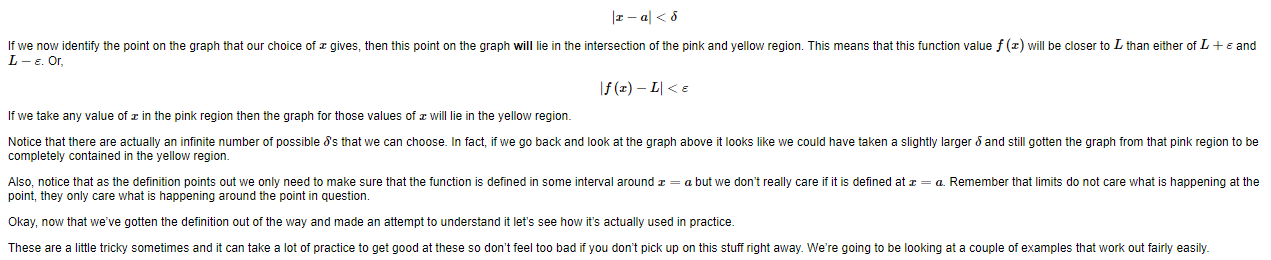 |x − a| < δ
If we now identify the point on the graph that our choice of x gives, then this point on the graph will lie in the intersection of the pink and yellow region. This means that this function value f (x) will be closer to L than either of L + ε and
L − ε. Or,
|f (x) − L| < ε
If we take any value of x in the pink region then the graph for those values of x will lie in the yellow region.
Notice that there are actually an infinite number of possible δ's that we can choose. In fact, if we go back and look at the graph above it looks like we could have taken a slightly larger δ and still gotten the graph from that pink region to be
completely contained in the yellow region.
Also, notice that as the definition points out we only need to make sure that the function is defined in some interval around x = a but we don't really care if it is defined at x = a. Remember that limits do not care what is happening at the
point, they only care what is happening around the point in question.
Okay, now that we've gotten the definition out of the way and made an attempt to understand it let's see how it's actually used in practice.
These are a little tricky sometimes and it can take a lot of practice to get good at these so don't feel too bad if you don't pick up on this stuff right away. We're going to be looking at a couple of examples that work out fairly easily.